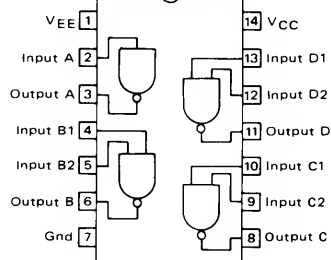 VEE 1
Input A 2
Output A 3
Input B1 4
Input B2 5
Output B 6
Gnd 7
14 VCC
13 Input D1
12 Input D2
11 Output D
10 Input C1
9 Input C2
8 Output C